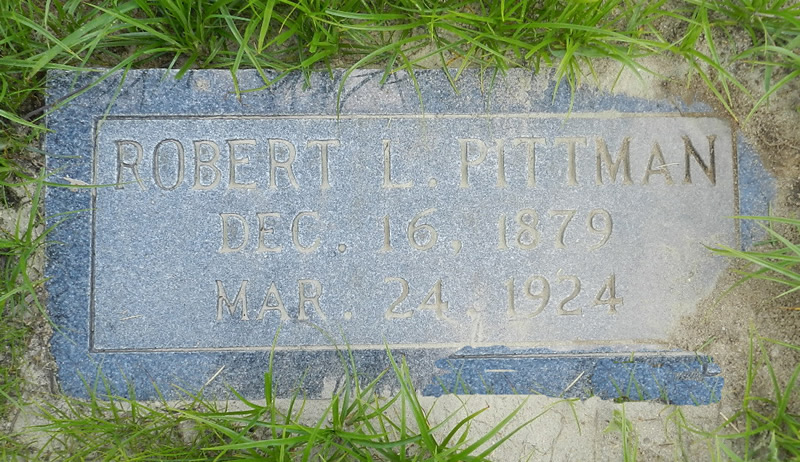 ROBERT L. PITTMAN
DEC. 16, 1879
MAR. 24, 1924